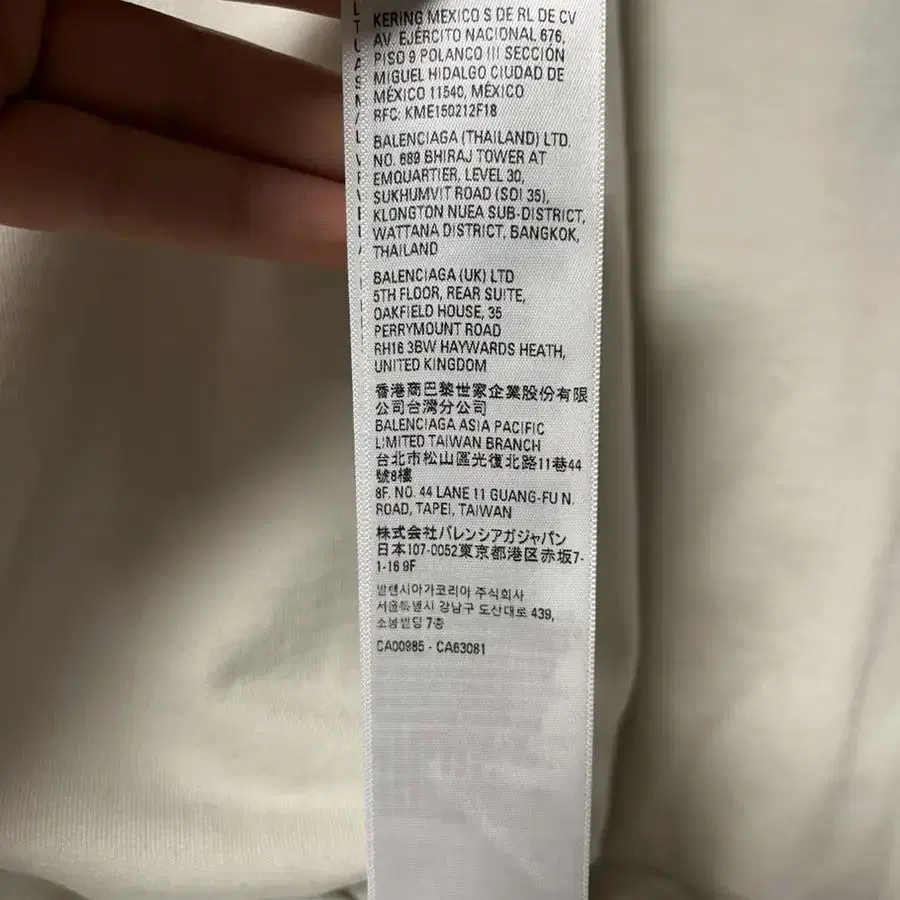 KERING MEXICO S DE RL DE CV
AV. EJÉRCITO NACIONAL 676,
PISO 9 POLANCO III SECCIÓN
MIGUEL HIDALGO CIUDAD DE
MÉXICO 11540, MÉXICO
RFC: KME150212F18
BALENCIAGA (THAILAND) LTD.
NO. 689 BHIRAJ TOWER AT
EMQUARTIER, LEVEL 30,
SUKHUMVIT ROAD (SOI 35),
KLONGTON NUEA SUB-DISTRICT,
WATTANA DISTRICT, BANGKOK,
THAILAND
BALENCIAGA (UK) LTD
5TH FLOOR, REAR SUITE,
OAKFIELD HOUSE, 35
PERRYMOUNT ROAD
RH16 3BW HAYWARDS HEATH,
UNITED KINGDOM
香港商巴黎世家企業股份有限
公司台灣分公司
BALENCIAGA ASIA PACIFIC
LIMITED TAIWAN BRANCH
台北市松山區光復北路11巷44
號8樓
8F. NO. 44 LANE 11 GUANG-FU N.
ROAD, TAPEI, TAIWAN
株式会社バレンシアガジャパン
日本107-0052東京都港区赤坂7-
1-16 9F
발렌시아가코리아 주식회사
서울특별시 강남구 도산대로 439,
소봉빌딩 7층
CA00985 - CA63081